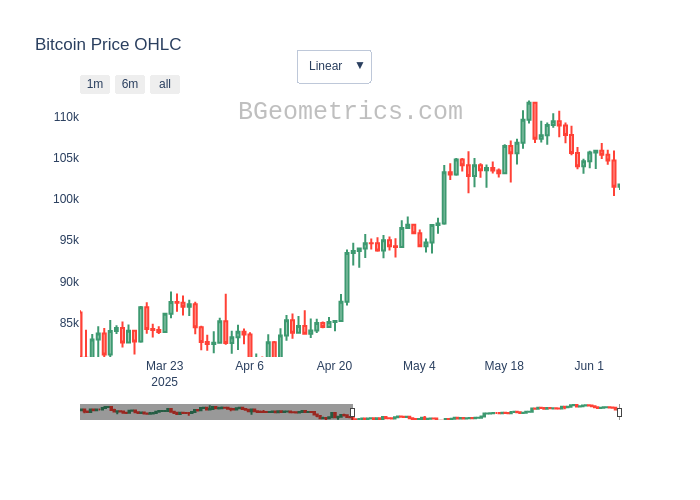 Bitcoin Price OHLC
Linear ▼
1m 6m all
BGeometrics.com
110k
105k
100k
95k
90k
85k
Mar 23 Apr 6 Apr 20 May 4 May 18 Jun 1
2025